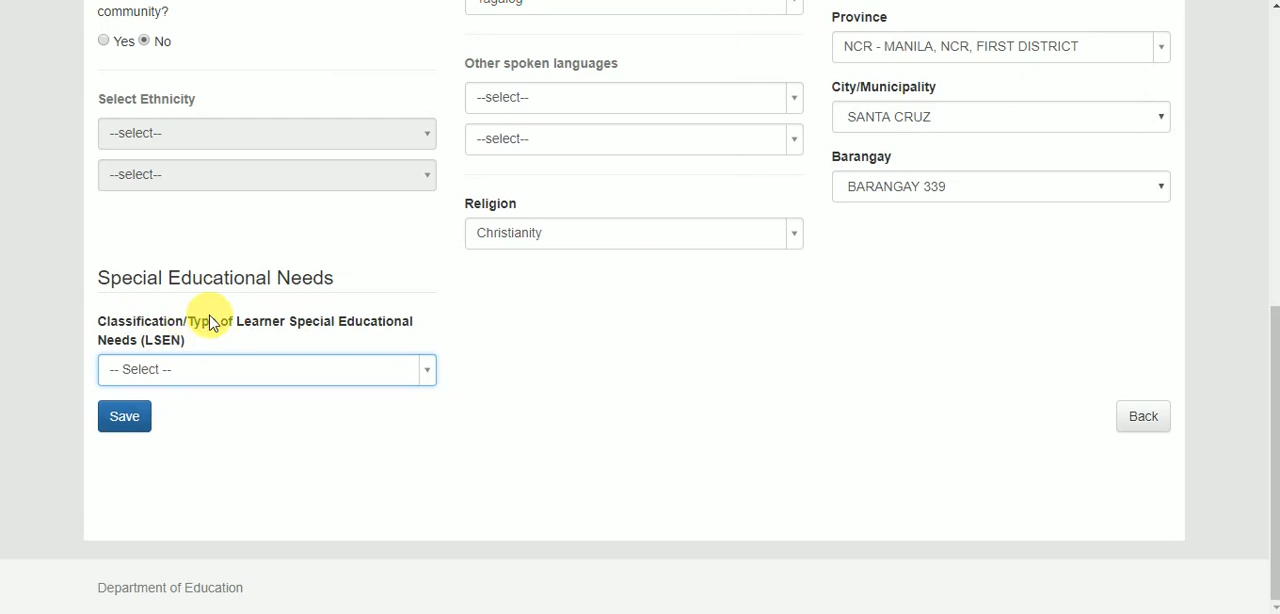 community?
Yes No
Select Ethnicity
--select--
--select--
Tagalog
Other spoken languages
--select--
--select--
Religion
Christianity
Province
NCR - MANILA, NCR, FIRST DISTRICT
City/Municipality
SANTA CRUZ
Barangay
BARANGAY 339
Special Educational Needs
Classification/Type of Learner Special Educational
Needs (LSEN)
-- Select --
Save
Back
Department of Education